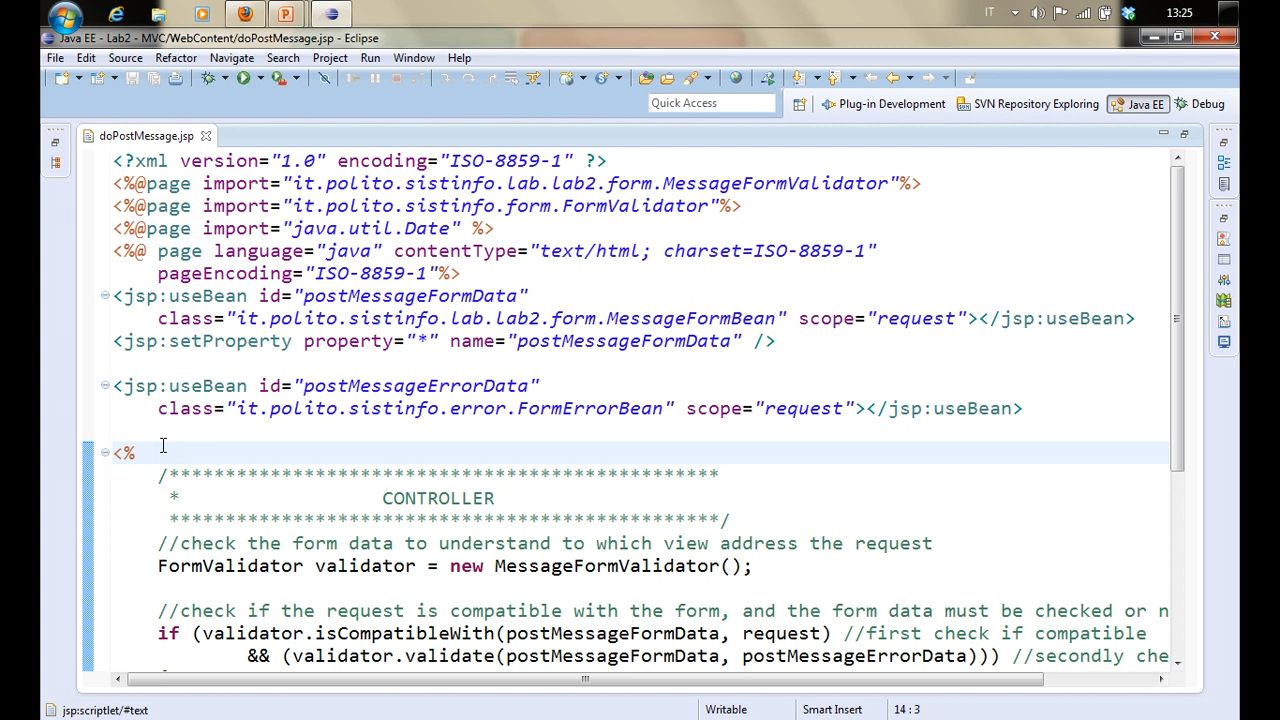 IT
13:25
Java EE - Lab2 - MVC/WebContent/doPostMessage.jsp - Eclipse
File Edit Source Refactor Navigate Search Project Run Window Help
Quick Access
Plug-in Development
SVN Repository Exploring
Java EE
Debug
doPostMessage.jsp
<?xml version="1.0" encoding="ISO-8859-1" ?>
<%@page import="it.polito.sistinfo.lab.lab2.form.MessageFormValidator"%>
<%@page import="it.polito.sistinfo.form.FormValidator"%>
<%@page import="java.util.Date" %>
<%@ page language="java" contentType="text/html; charset=ISO-8859-1"
pageEncoding="ISO-8859-1"%>
<jsp:useBean id="postMessageFormData"
class="it.polito.sistinfo.lab.lab2.form.MessageFormBean" scope="request"></jsp:useBean>
<jsp:setProperty property="*" name="postMessageFormData" />
<jsp:useBean id="postMessageErrorData"
class="it.polito.sistinfo.error.FormErrorBean" scope="request"></jsp:useBean>
<%
/*************************************************
* CONTROLLER
*************************************************/
//check the form data to understand to which view address the request
FormValidator validator = new MessageFormValidator();
//check if the request is compatible with the form, and the form data must be checked or n
if (validator.isCompatibleWith(postMessageFormData, request) //first check if compatible
&& (validator.validate(postMessageFormData, postMessageErrorData))) //secondly che
jsp:scriptlet/#text
Writable
Smart Insert
14 : 3